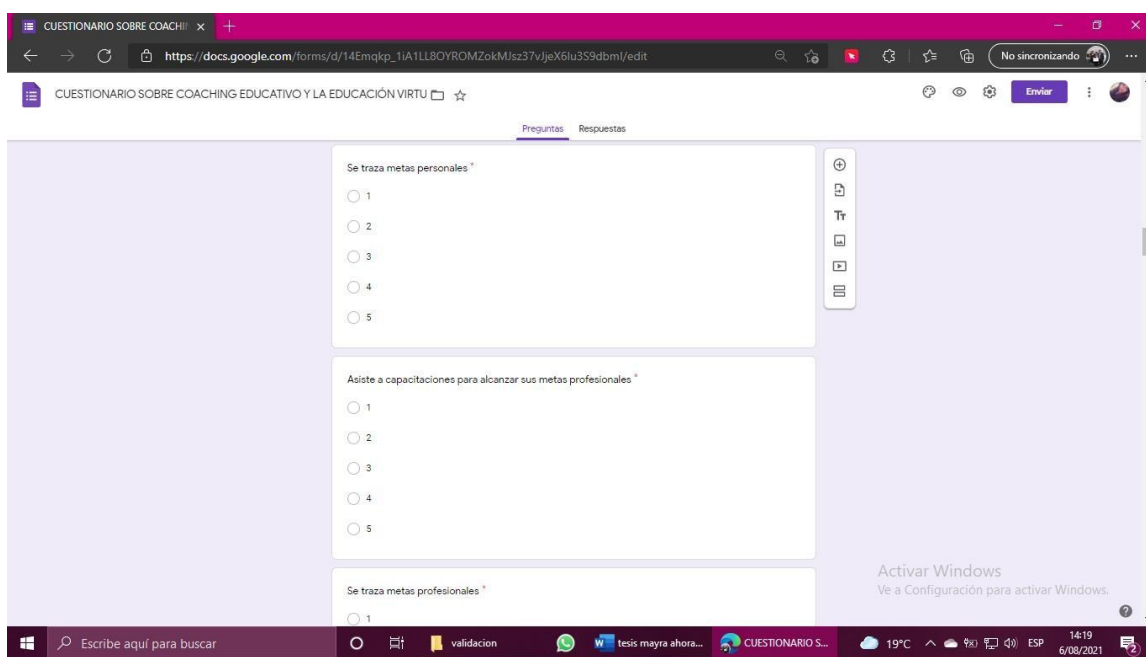 CUESTIONARIO SOBRE COACHIN
https://docs.google.com/forms/d/14Emqkp_1iA1LL8OYROMZokMJsz37vJjeX6Iu3S9dbmI/edit
No sincronizando
CUESTIONARIO SOBRE COACHING EDUCATIVO Y LA EDUCACIÓN VIRTU
Enviar
Preguntas Respuestas
Se traza metas personales *
1
2
3
4
5
Asiste a capacitaciones para alcanzar sus metas profesionales *
1
2
3
4
5
Se traza metas profesionales *
1
Activar Windows
Ve a Configuración para activar Windows.
Escribe aquí para buscar
validacion
tesis mayra ahora...
CUESTIONARIO S...
19°C
ESP
14:19
6/08/2021